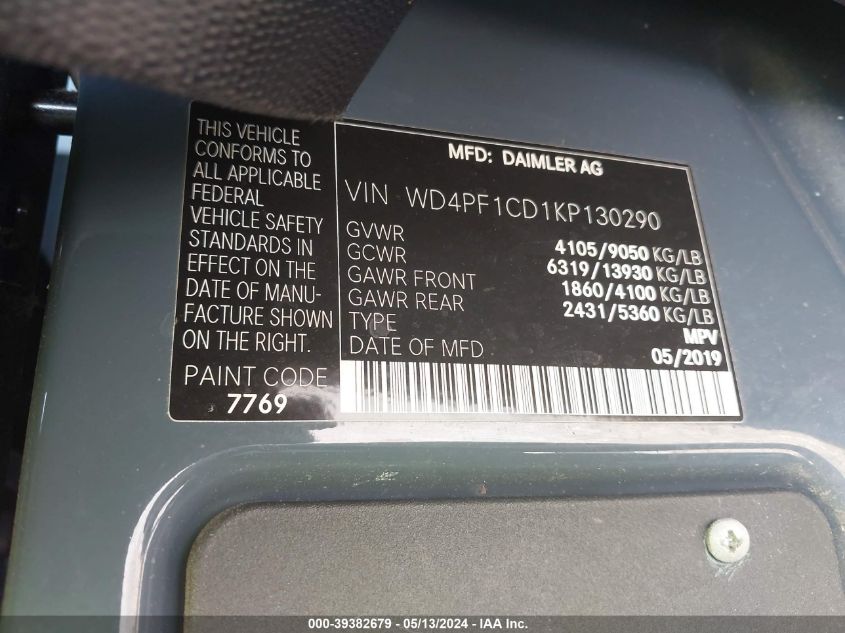 THIS VEHICLE
CONFORMS TO
ALL APPLICABLE
FEDERAL
VEHICLE SAFETY
STANDARDS IN
EFFECT ON THE
DATE OF MANU-
FACTURE SHOWN
ON THE RIGHT.
PAINT CODE
7769
MFD: DAIMLER AG
VIN WD4PF1CD1KP130290
GVWR 4105/9050 KG/LB
GCWR 6319/13930 KG/LB
GAWR FRONT 1860/4100 KG/LB
GAWR REAR 2431/5360 KG/LB
TYPE MPV
DATE OF MFD 05/2019
000-39382679 - 05/13/2024 - IAA Inc.